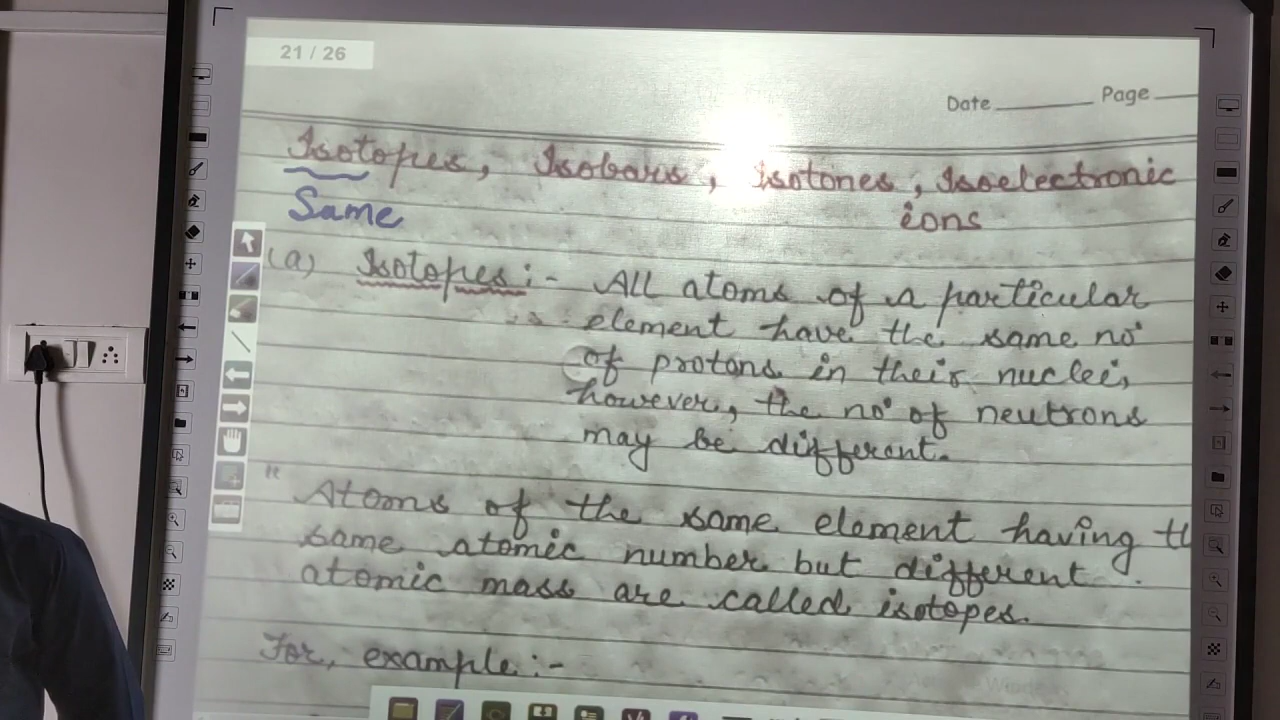 21 / 26
Date Page
Isotopes, Isobars, Isotones, Isoelectronic
Same ions
(a) Isotopes :- All atoms of a particular
element have the same no
of protons in their nuclei,
however, the no of neutrons
may be different.
"
Atoms of the same element having th
same atomic number but different
atomic mass are called isotopes.
For, example :-